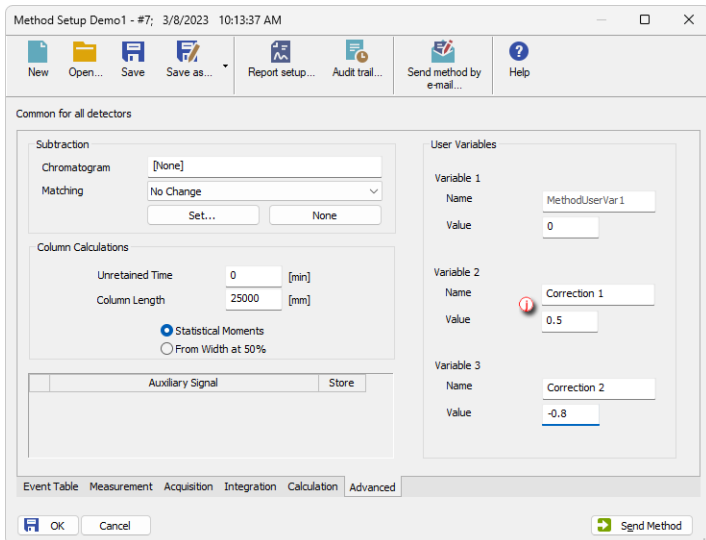 Method Setup Demo1 - #7; 3/8/2023 10:13:37 AM
New Open... Save Save as... Report setup... Audit trail... Send method by e-mail... Help
Common for all detectors
Subtraction
Chromatogram [None]
Matching No Change
Set... None
Column Calculations
Unretained Time 0 [min]
Column Length 25000 [mm]
Statistical Moments
From Width at 50%
Auxiliary Signal Store
User Variables
Variable 1
Name MethodUserVar1
Value 0
Variable 2
Name Correction 1
Value 0.5
Variable 3
Name Correction 2
Value -0.8
Event Table Measurement Acquisition Integration Calculation Advanced
OK Cancel Send Method